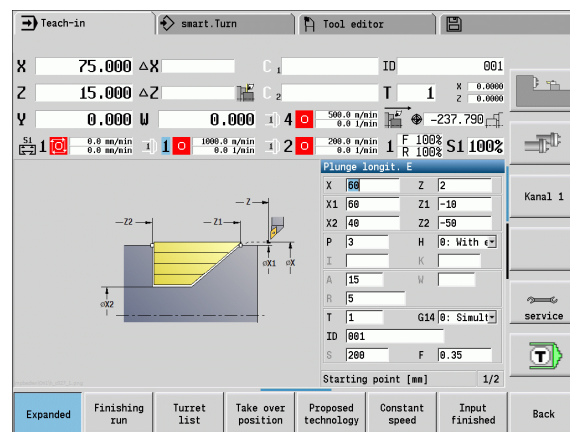 Teach-in smart.Turn Tool editor
X 75.000 △X C 1 ID 001
Z 15.000 △Z C 2 T 1 X 0.0000 Z 0.0000
Y 0.000 W 0.000 4 500.0 m/min 0.0 1/min -237.790
S1 1 0.0 mm/min 0.0 mm/min 1 1000.0 m/min 0.0 1/min 2 200.0 m/min 0.0 1/min 1 F 100% R 100% S1 100%
Plunge longit. E
X 60 Z 2
X1 60 Z1 -10
X2 40 Z2 -50
P 3 H 0: With e
I K
A 15 W
R 5
T 1 G14 0: Simult
ID 001
S 200 F 0.35
Starting point [mm] 1/2
Z
Z2 Z1
øX1 øX
øX2
Kanal 1
service
T
Expanded
Finishing run
Turret list
Take over position
Proposed technology
Constant speed
Input finished
Back